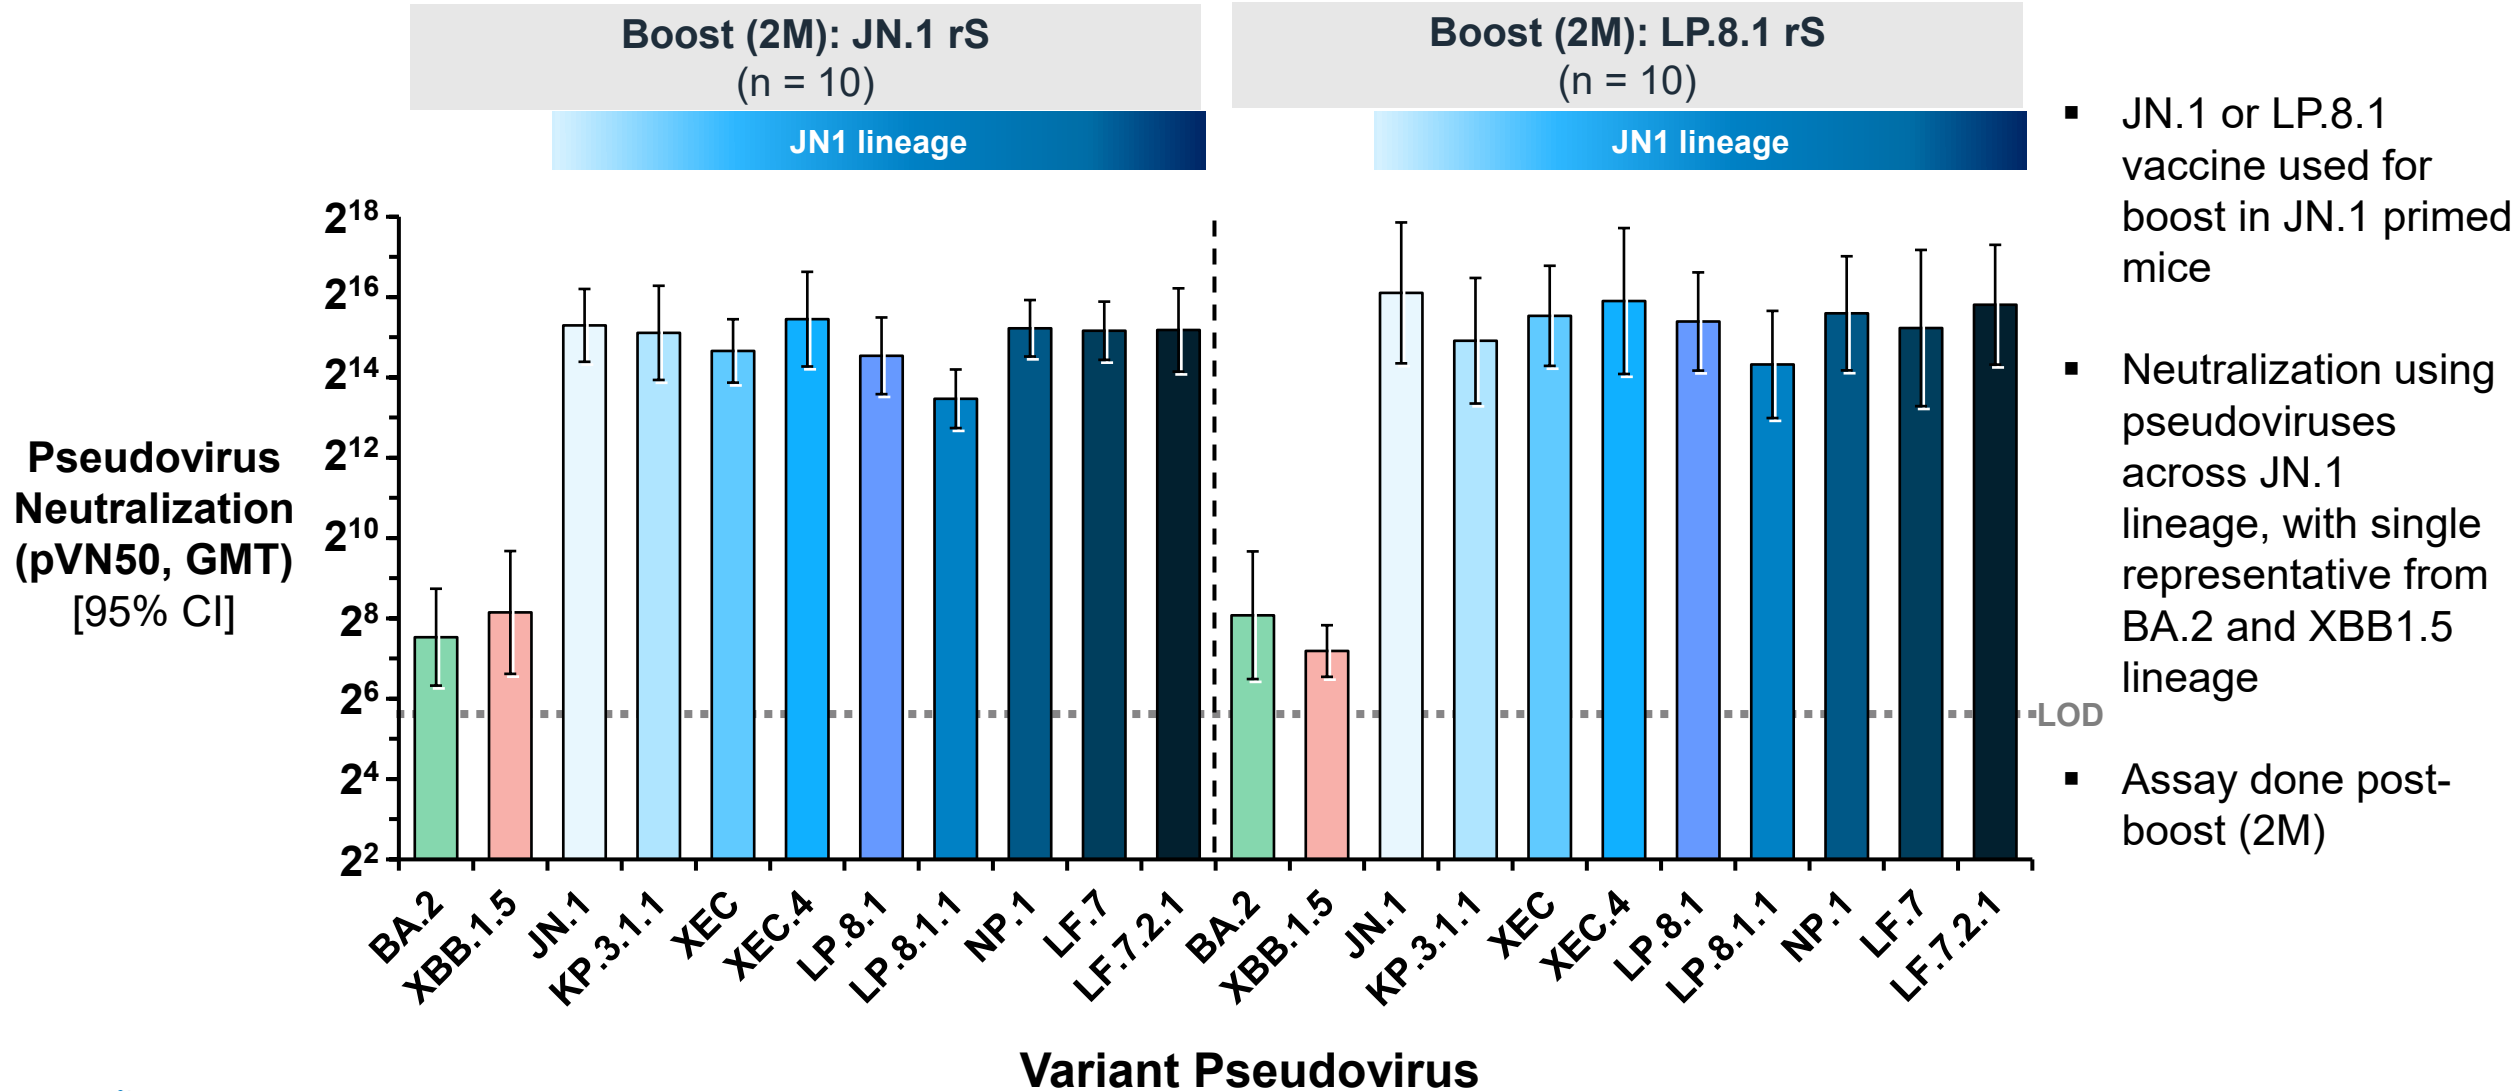 Boost (2M): JN.1 rS
(n = 10)
JN1 lineage
Boost (2M): LP.8.1 rS
(n = 10)
JN1 lineage
Pseudovirus
Neutralization
(pVN50, GMT)
[95% CI]
2¹⁸
2¹⁶
2¹⁴
2¹²
2¹⁰
2⁸
2⁶
2⁴
2²
LOD
BA.2
XBB.1.5
JN.1
KP.3.1.1
XEC
XEC.4
LP.8.1
LP.8.1.1
NP.1
LF.7
LF.7.2.1
BA.2
XBB.1.5
JN.1
KP.3.1.1
XEC
XEC.4
LP.8.1
LP.8.1.1
NP.1
LF.7
LF.7.2.1
Variant Pseudovirus
▪ JN.1 or LP.8.1
vaccine used for
boost in JN.1 primed
mice
▪ Neutralization using
pseudoviruses
across JN.1
lineage, with single
representative from
BA.2 and XBB1.5
lineage
▪ Assay done post-
boost (2M)